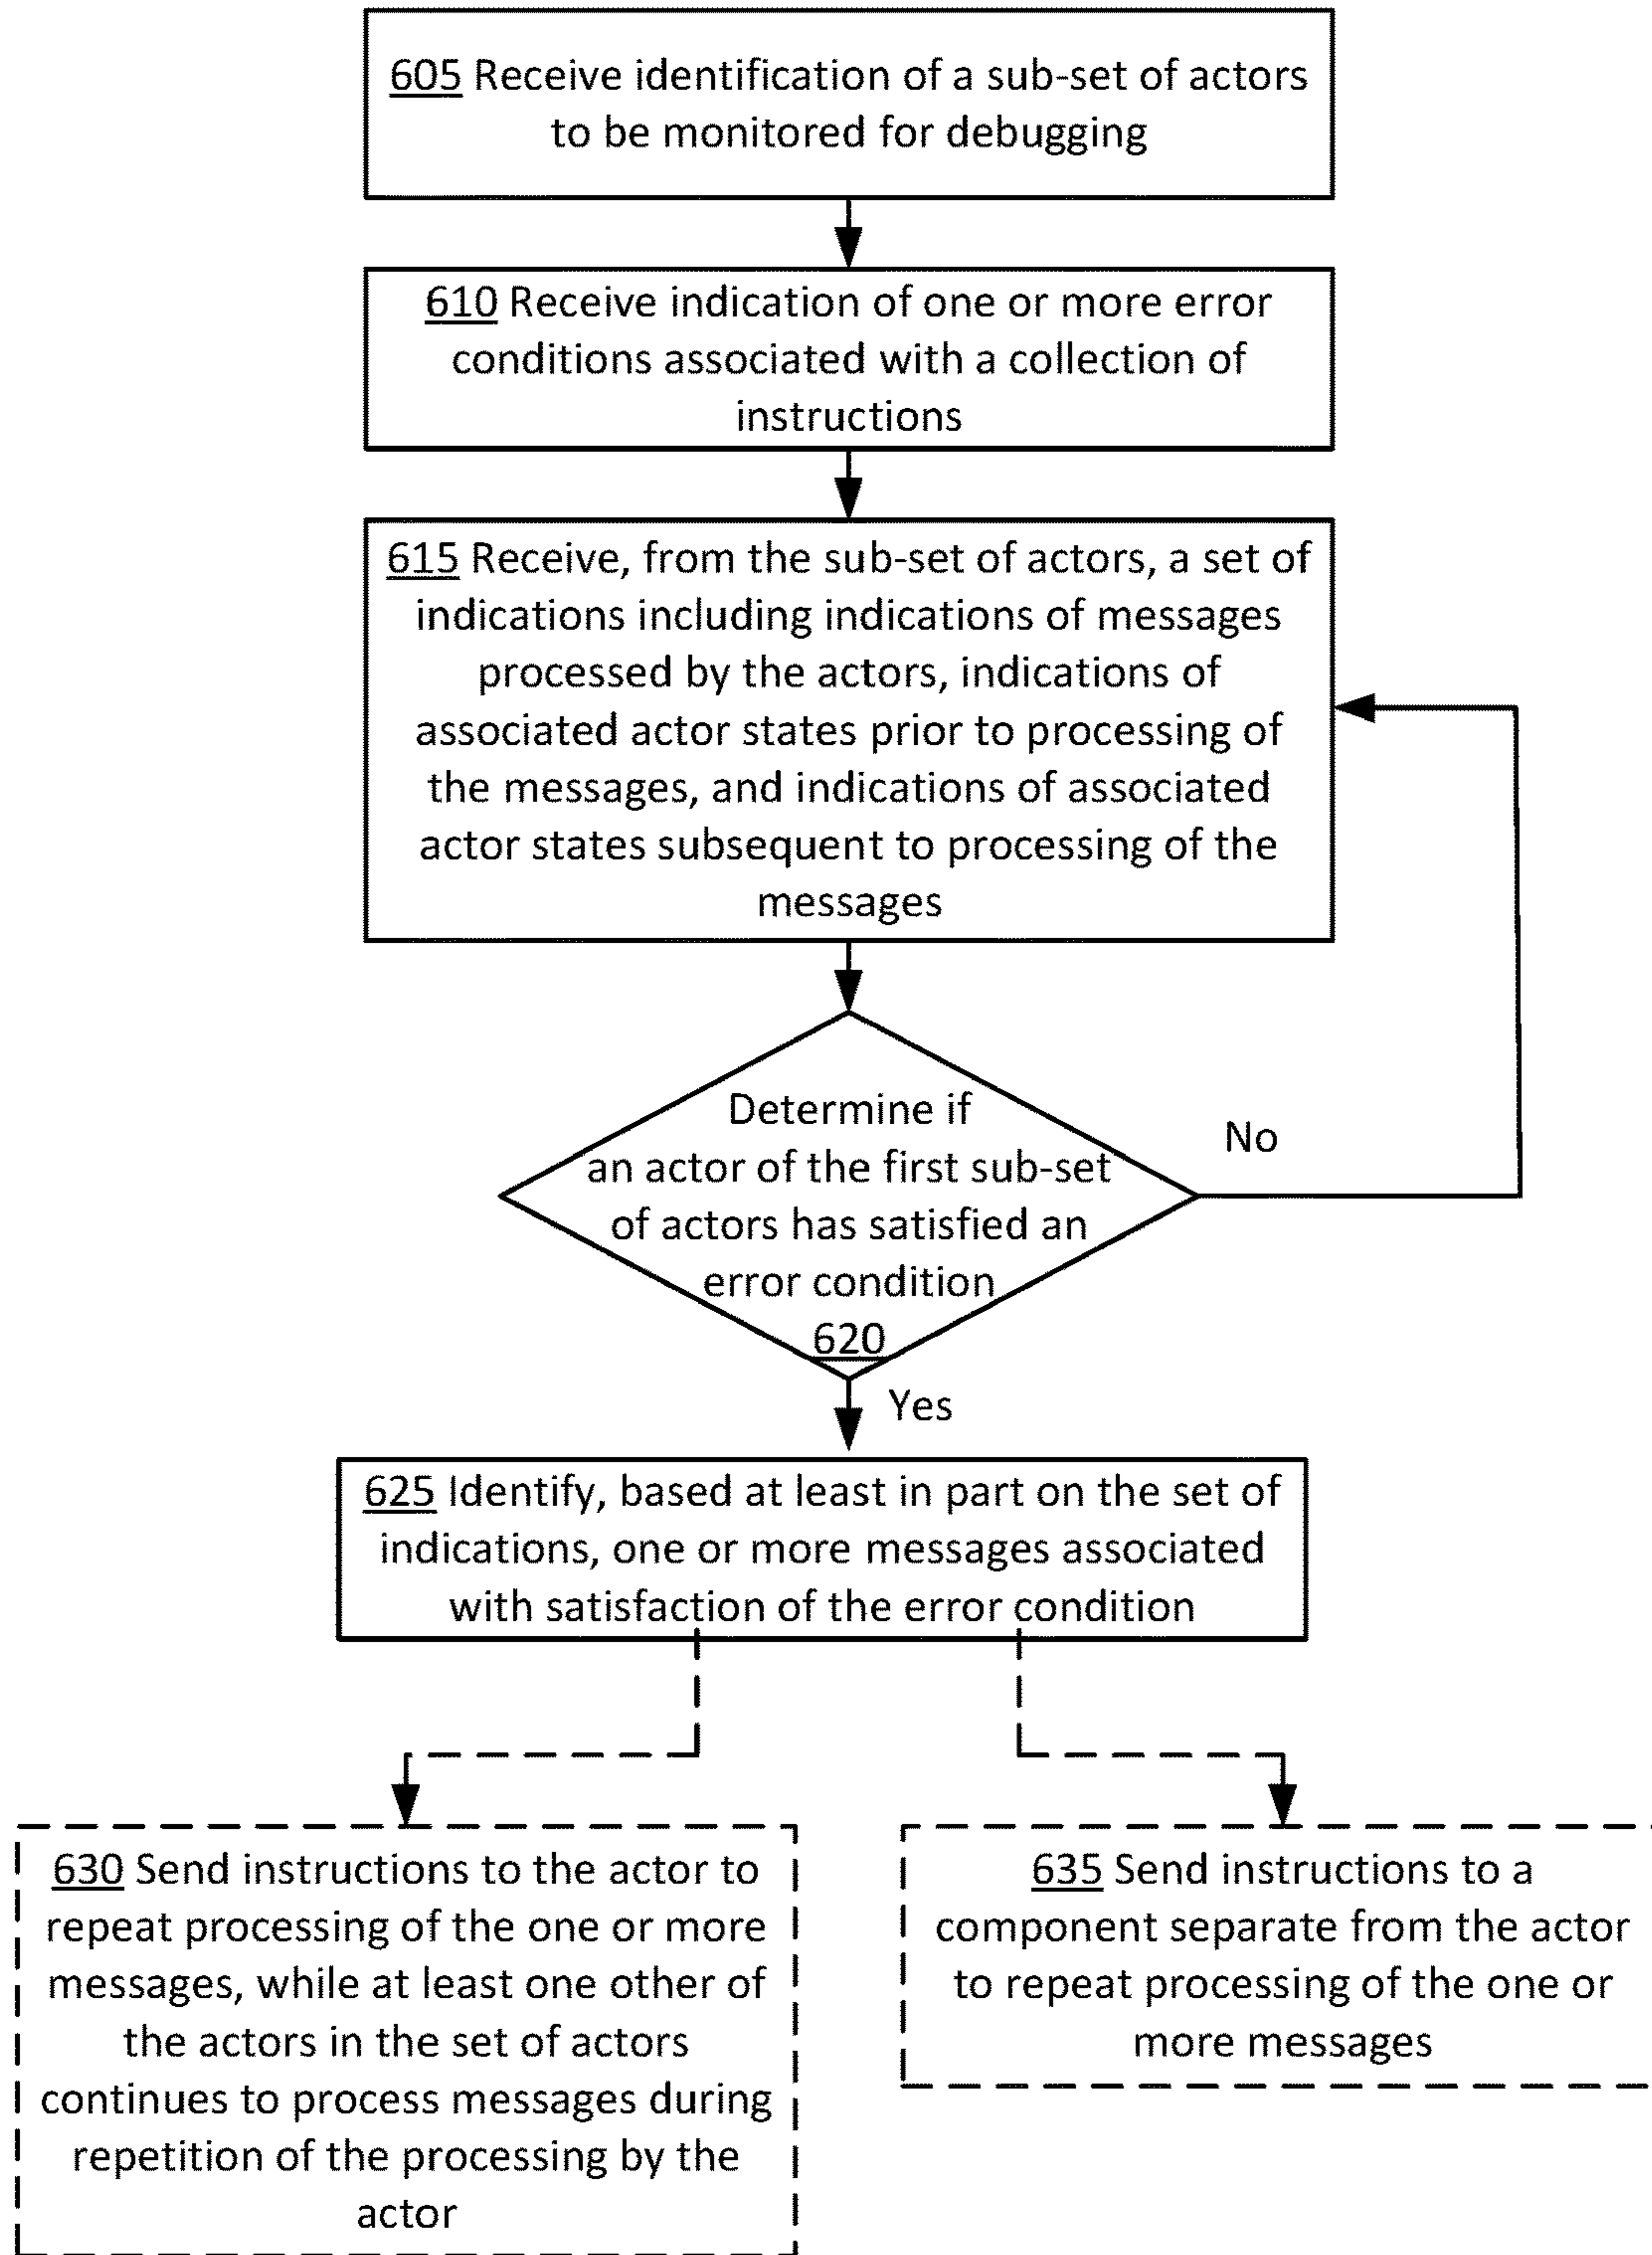 605 Receive identification of a sub-set of actors
to be monitored for debugging
610 Receive indication of one or more error
conditions associated with a collection of
instructions
615 Receive, from the sub-set of actors, a set of
indications including indications of messages
processed by the actors, indications of
associated actor states prior to processing of
the messages, and indications of associated
actor states subsequent to processing of the
messages
Determine if
an actor of the first sub-set
of actors has satisfied an
error condition
620
No
Yes
625 Identify, based at least in part on the set of
indications, one or more messages associated
with satisfaction of the error condition
630 Send instructions to the actor to
repeat processing of the one or more
messages, while at least one other of
the actors in the set of actors
continues to process messages during
repetition of the processing by the
actor
635 Send instructions to a
component separate from the actor
to repeat processing of the one or
more messages